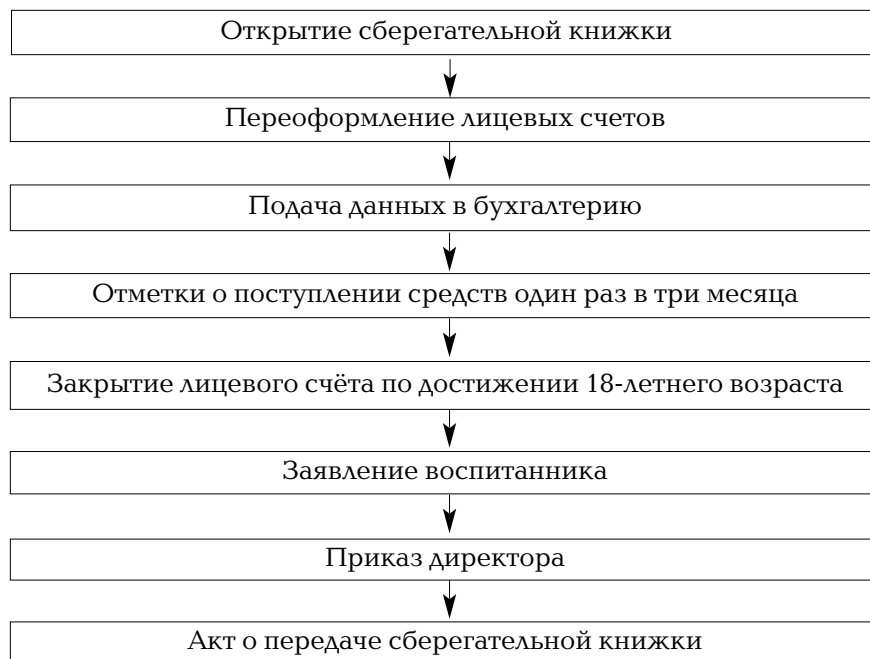 Открытие сберегательной книжки
Переоформление лицевых счетов
Подача данных в бухгалтерию
Отметки о поступлении средств один раз в три месяца
Закрытие лицевого счёта по достижении 18-летнего возраста
Заявление воспитанника
Приказ директора
Акт о передаче сберегательной книжки